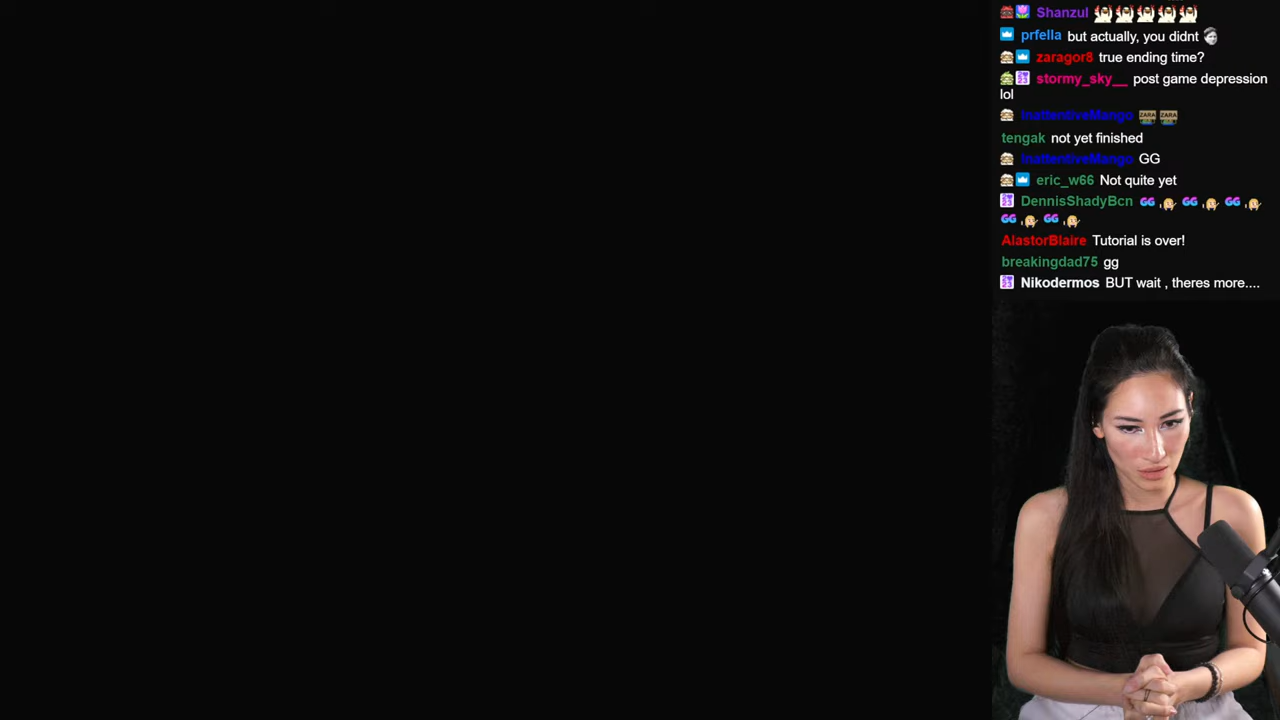 Shanzul
prfella but actually, you didnt
zaragor8 true ending time?
stormy_sky__ post game depression
lol
InattentiveMango ZARA ZARA
tengak not yet finished
InattentiveMango GG
eric_w66 Not quite yet
DennisShadyBcn GG GG GG
GG GG
AlastorBlaire Tutorial is over!
breakingdad75 gg
Nikodermos BUT wait , theres more....